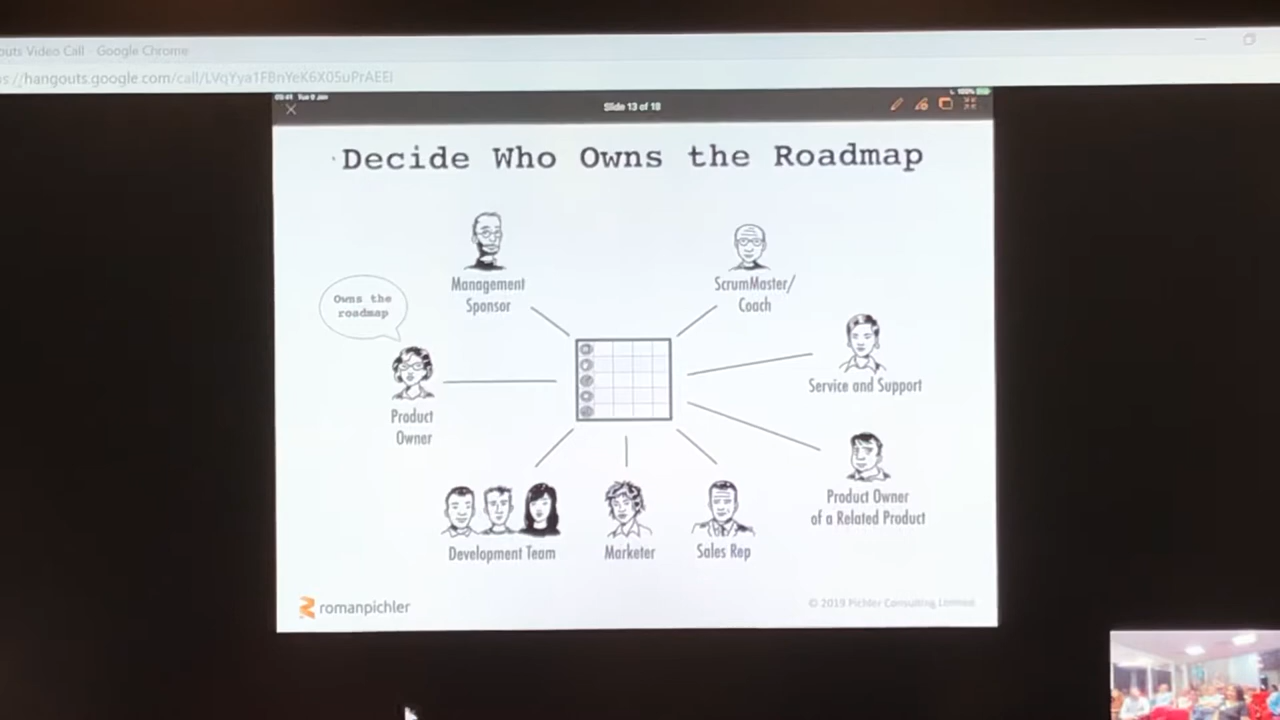 outs Video Call - Google Chrome
s://hangouts.google.com/call/LVqYya1FBnYeK6X05uPrAEEI
Slide 13 of 18
100%
Decide Who Owns the Roadmap
Management
Sponsor
ScrumMaster/
Coach
Owns the
roadmap
Service and Support
Product
Owner
Product Owner
of a Related Product
Development Team
Marketer
Sales Rep
romanpichler
© 2019 Pichler Consulting Limited